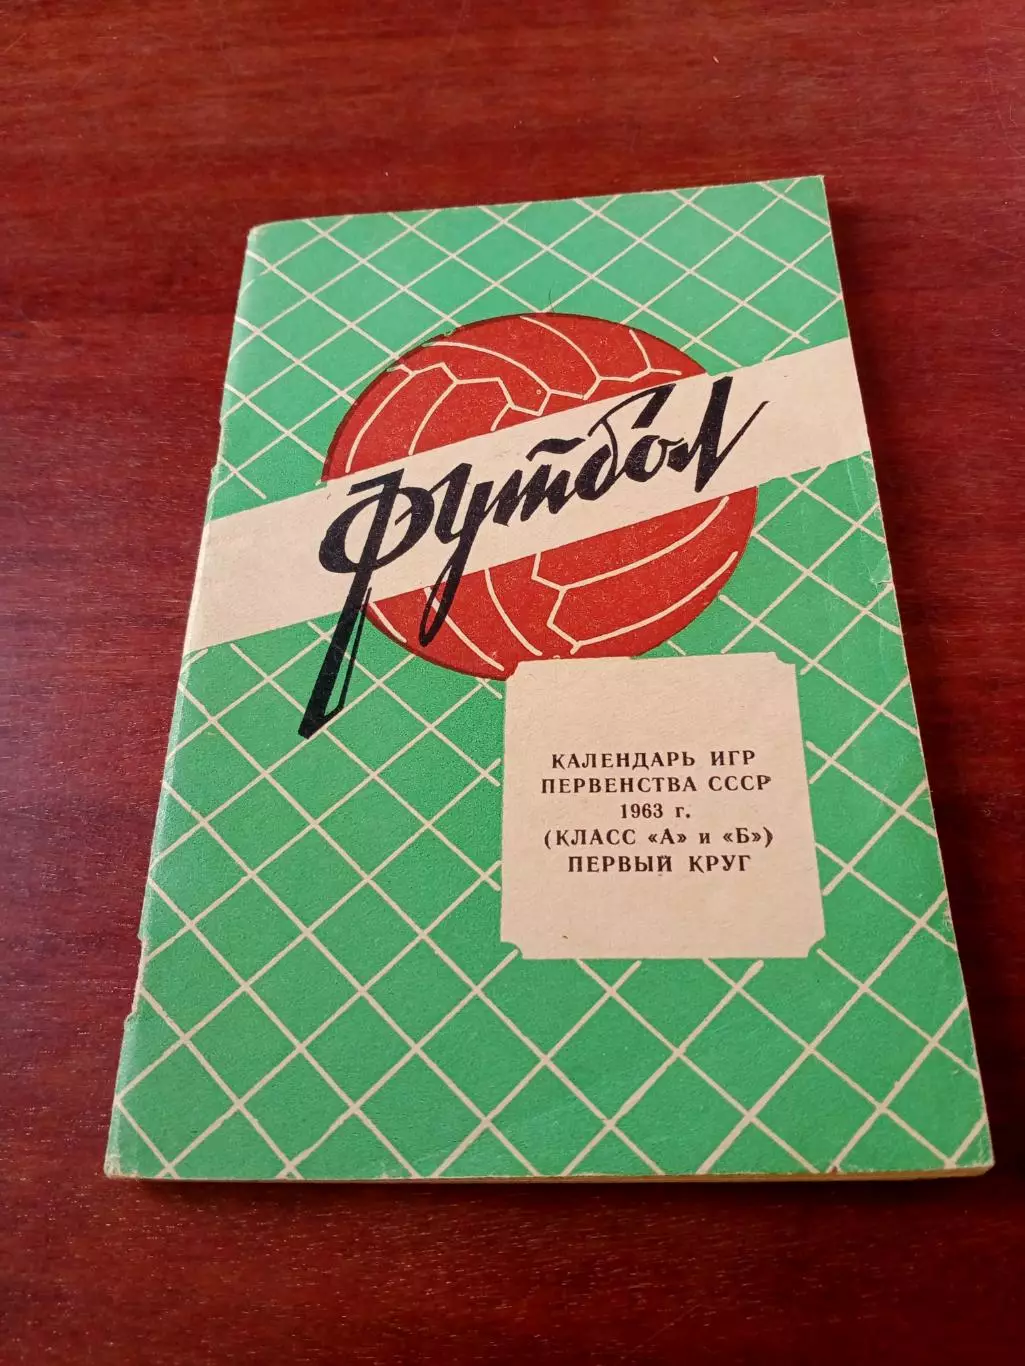 Футбол
КАЛЕНДАРЬ ИГР
ПЕРВЕНСТВА СССР
1963 г.
(КЛАСС «А» и «Б»)
ПЕРВЫЙ КРУГ